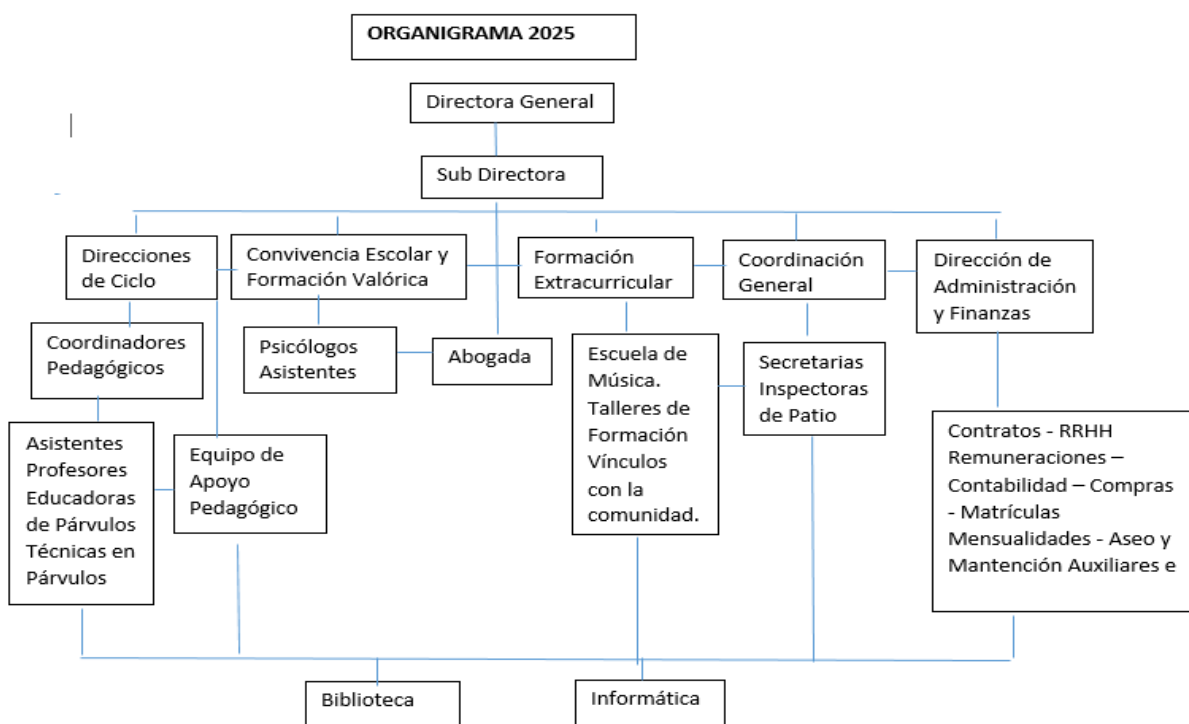 ORGANIGRAMA 2025
Directora General
Sub Directora
Direcciones
de Ciclo
Convivencia Escolar y
Formación Valórica
Formación
Extracurricular
Coordinación
General
Dirección de
Administración
y Finanzas
Coordinadores
Pedagógicos
Psicólogos
Asistentes
Abogada
Escuela de
Música.
Talleres de
Formación
Vínculos
con la
comunidad.
Secretarias
Inspectoras
de Patio
Asistentes
Profesores
Educadoras
de Párvulos
Técnicas en
Párvulos
Equipo de
Apoyo
Pedagógico
Contratos - RRHH
Remuneraciones –
Contabilidad – Compras
- Matrículas
Mensualidades - Aseo y
Mantención Auxiliares e
Biblioteca
Informática